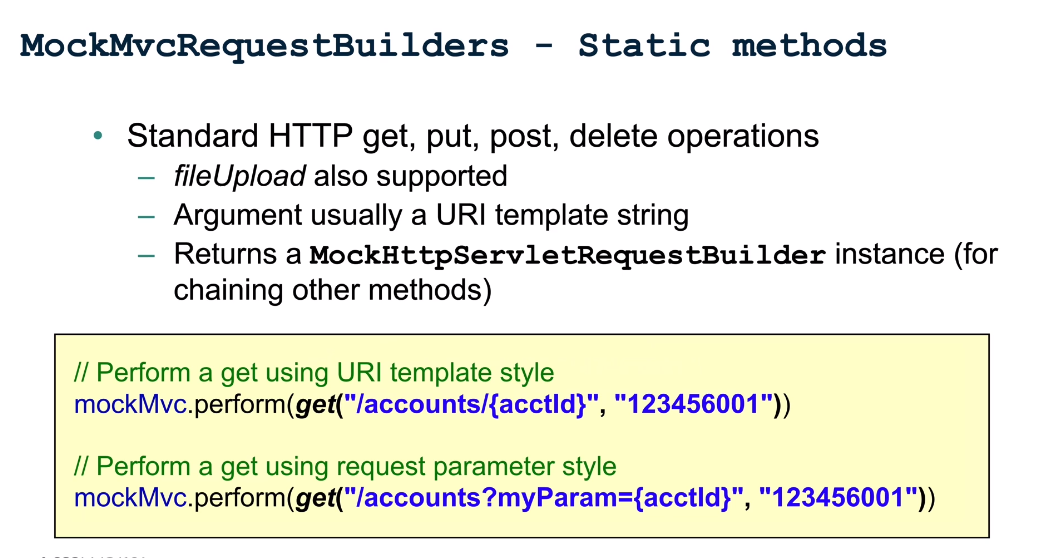 MockMvcRequestBuilders - Static methods
• Standard HTTP get, put, post, delete operations
– fileUpload also supported
– Argument usually a URI template string
– Returns a MockHttpServletRequestBuilder instance (for
chaining other methods)
// Perform a get using URI template style
mockMvc.perform(get("/accounts/{acctId}", "123456001"))
// Perform a get using request parameter style
mockMvc.perform(get("/accounts?myParam={acctId}", "123456001"))